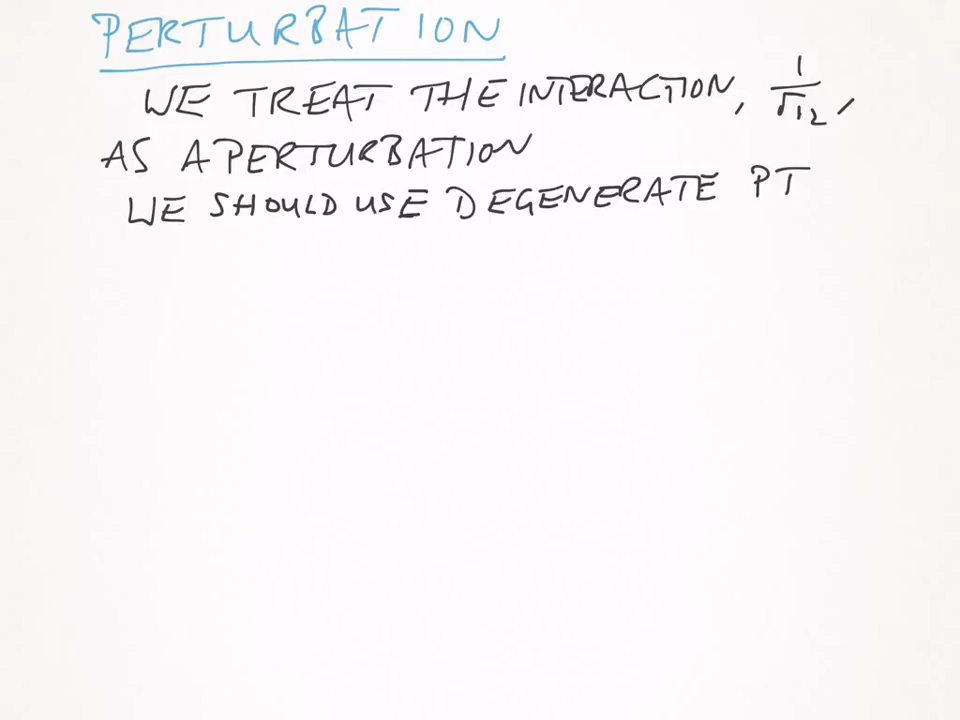 PERTURBATION
WE TREAT THE INTERACTION, 1/r₁₂,
AS A PERTURBATION
WE SHOULD USE DEGENERATE PT